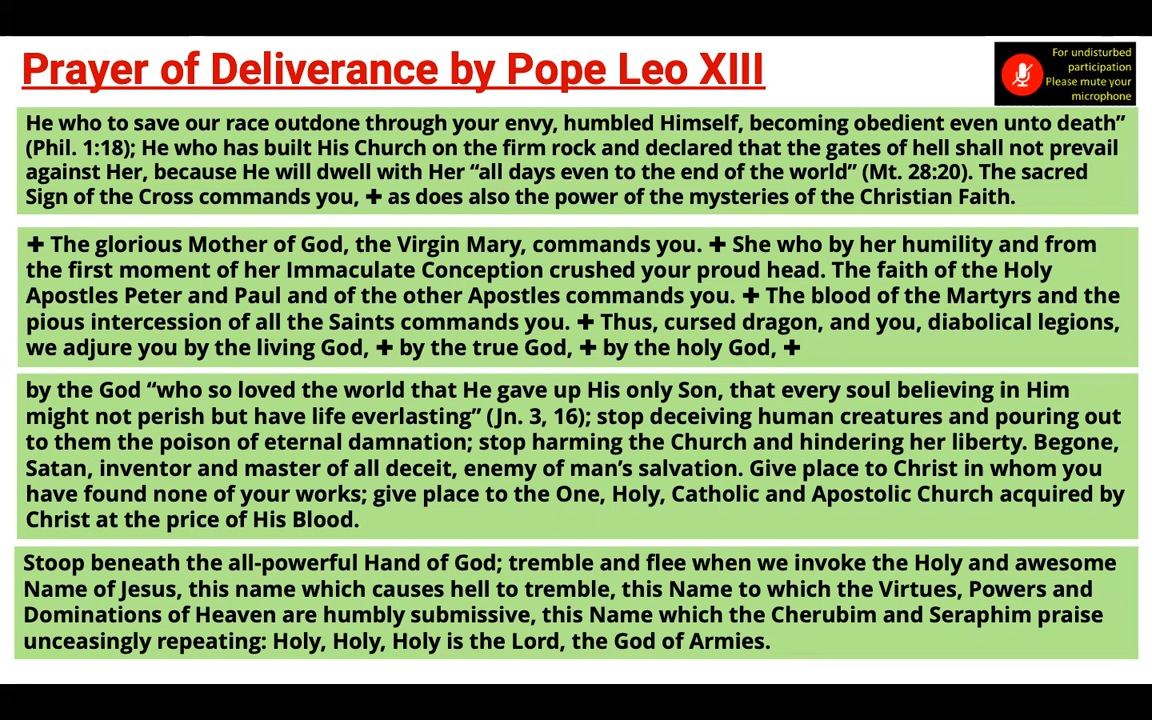 Prayer of Deliverance by Pope Leo XIII
For undisturbed
participation
Please mute your
microphone
He who to save our race outdone through your envy, humbled Himself, becoming obedient even unto death”
(Phil. 1:18); He who has built His Church on the firm rock and declared that the gates of hell shall not prevail
against Her, because He will dwell with Her “all days even to the end of the world” (Mt. 28:20). The sacred
Sign of the Cross commands you, ✚ as does also the power of the mysteries of the Christian Faith.
✚ The glorious Mother of God, the Virgin Mary, commands you. ✚ She who by her humility and from
the first moment of her Immaculate Conception crushed your proud head. The faith of the Holy
Apostles Peter and Paul and of the other Apostles commands you. ✚ The blood of the Martyrs and the
pious intercession of all the Saints commands you. ✚ Thus, cursed dragon, and you, diabolical legions,
we adjure you by the living God, ✚ by the true God, ✚ by the holy God, ✚
by the God “who so loved the world that He gave up His only Son, that every soul believing in Him
might not perish but have life everlasting” (Jn. 3, 16); stop deceiving human creatures and pouring out
to them the poison of eternal damnation; stop harming the Church and hindering her liberty. Begone,
Satan, inventor and master of all deceit, enemy of man’s salvation. Give place to Christ in whom you
have found none of your works; give place to the One, Holy, Catholic and Apostolic Church acquired by
Christ at the price of His Blood.
Stoop beneath the all-powerful Hand of God; tremble and flee when we invoke the Holy and awesome
Name of Jesus, this name which causes hell to tremble, this Name to which the Virtues, Powers and
Dominations of Heaven are humbly submissive, this Name which the Cherubim and Seraphim praise
unceasingly repeating: Holy, Holy, Holy is the Lord, the God of Armies.